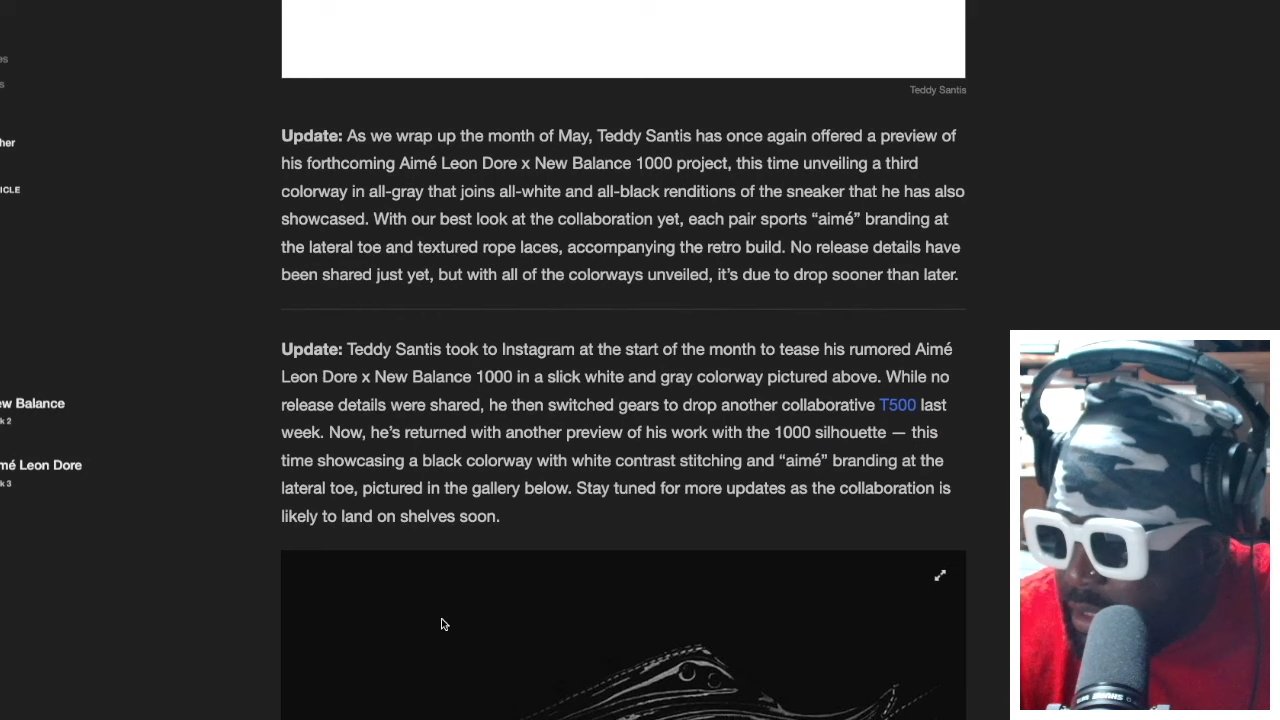 Teddy Santis
Update: As we wrap up the month of May, Teddy Santis has once again offered a preview of
his forthcoming Aimé Leon Dore x New Balance 1000 project, this time unveiling a third
colorway in all-gray that joins all-white and all-black renditions of the sneaker that he has also
showcased. With our best look at the collaboration yet, each pair sports “aimé” branding at
the lateral toe and textured rope laces, accompanying the retro build. No release details have
been shared just yet, but with all of the colorways unveiled, it’s due to drop sooner than later.
Update: Teddy Santis took to Instagram at the start of the month to tease his rumored Aimé
Leon Dore x New Balance 1000 in a slick white and gray colorway pictured above. While no
release details were shared, he then switched gears to drop another collaborative T500 last
week. Now, he’s returned with another preview of his work with the 1000 silhouette — this
time showcasing a black colorway with white contrast stitching and “aimé” branding at the
lateral toe, pictured in the gallery below. Stay tuned for more updates as the collaboration is
likely to land on shelves soon.
es
s
her
ICLE
ew Balance
k 2
mé Leon Dore
k 3